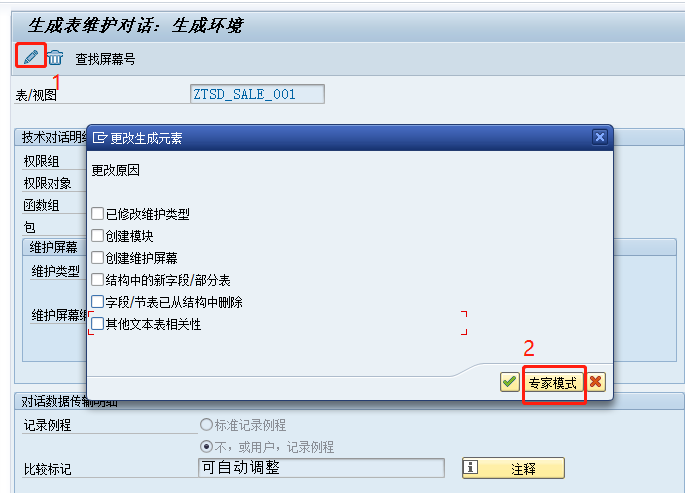 生成表维护对话：生成环境
查找屏幕号
1
表/视图 ZTSD_SALE_001
更改生成元素
技术对话明细
更改原因
权限组
权限对象
函数组
包
已修改维护类型
创建模块
维护屏幕
创建维护屏幕
维护类型
结构中的新字段/部分表
字段/节表已从结构中删除
维护屏幕编
其他文本表相关性
2
专家模式
对话数据传输明细
记录例程 标准记录例程
不，或用户，记录例程
比较标记 可自动调整 注释